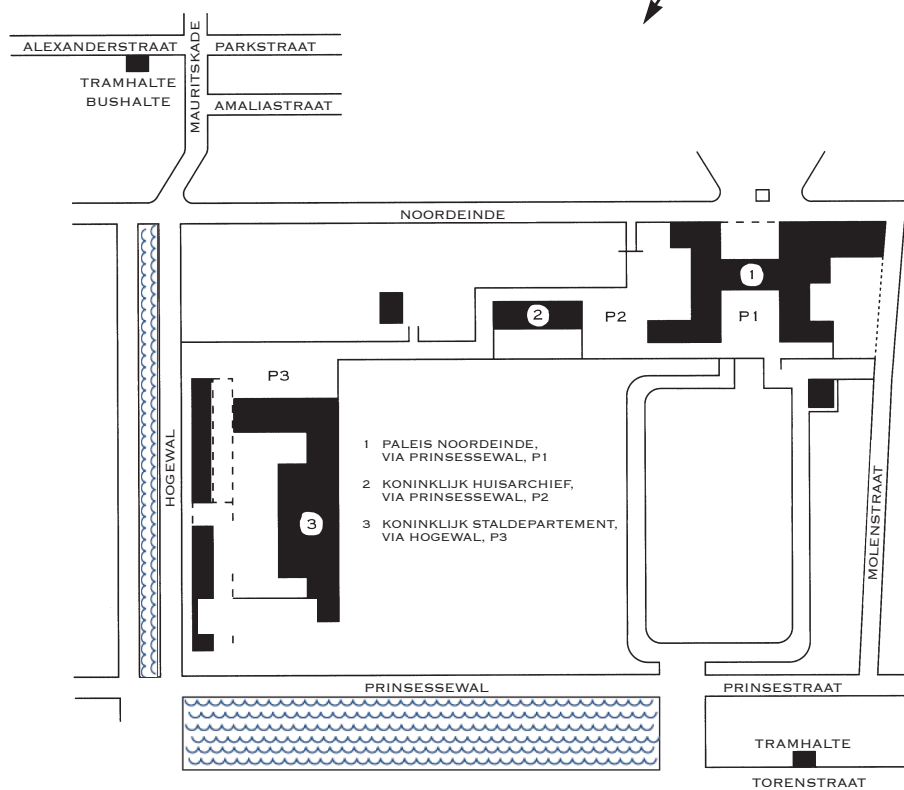 ALEXANDERSTRAAT
MAURITSKADE
PARKSTRAAT
TRAMHALTE
BUSHALTE
AMALIASTRAAT
NOORDEINDE
1
2
P2
P1
P3
HOGEWAL
3
1 PALEIS NOORDEINDE,
VIA PRINSESSEWAL, P1
2 KONINKLIJK HUISARCHIEF,
VIA PRINSESSEWAL, P2
3 KONINKLIJK STALDEPARTEMENT,
VIA HOGEWAL, P3
MOLENSTRAAT
PRINSESSEWAL
PRINSESTRAAT
TRAMHALTE
TORENSTRAAT